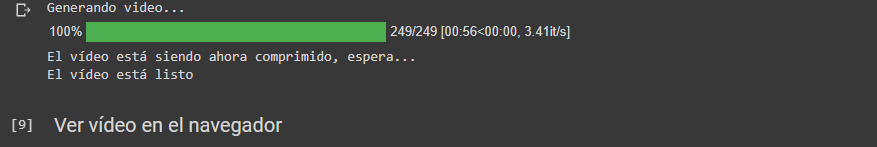 Generando video...
100% 249/249 [00:56<00:00, 3.41it/s]
El vídeo está siendo ahora comprimido, espera...
El vídeo está listo
[9] Ver vídeo en el navegador